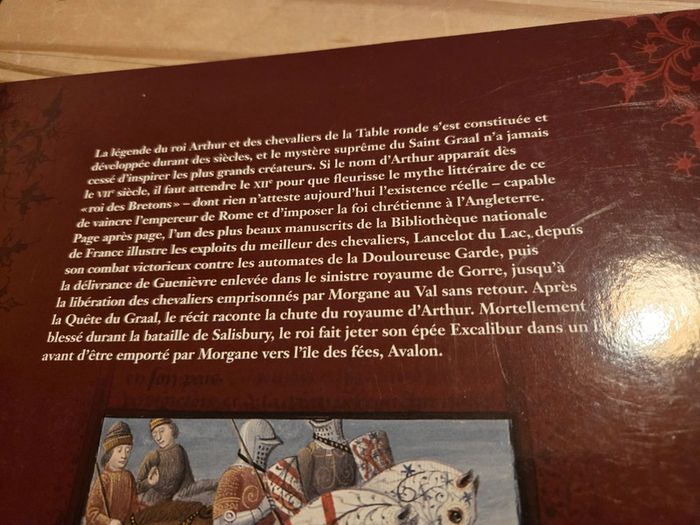 La légende du roi Arthur et des chevaliers de la Table ronde s'est constituée et
développée durant des siècles, et le mystère suprême du Saint Graal n'a jamais
cessé d'inspirer les plus grands créateurs. Si le nom d'Arthur apparaît dès
le VIIe siècle, il faut attendre le XIIe pour que fleurisse le mythe littéraire de ce
« roi des Bretons » – dont rien n'atteste aujourd'hui l'existence réelle – capable
de vaincre l'empereur de Rome et d'imposer la foi chrétienne à l'Angleterre.
Page après page, l'un des plus beaux manuscrits de la Bibliothèque nationale
de France illustre les exploits du meilleur des chevaliers, Lancelot du Lac, depuis
son combat victorieux contre les automates de la Douloureuse Garde, puis
la délivrance de Guenièvre enlevée dans le sinistre royaume de Gorre, jusqu'à
la libération des chevaliers emprisonnés par Morgane au Val sans retour. Après
la Quête du Graal, le récit raconte la chute du royaume d'Arthur. Mortellement
blessé durant la bataille de Salisbury, le roi fait jeter son épée Excalibur dans un
avant d'être emporté par Morgane vers l'île des fées, Avalon.